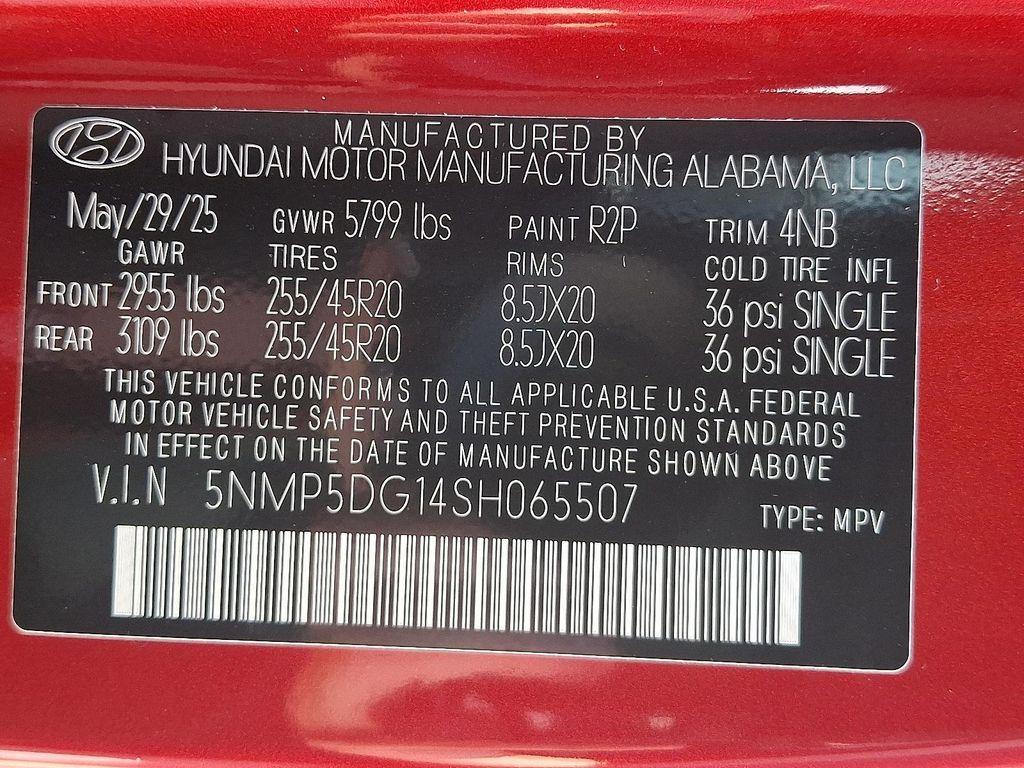 MANUFACTURED BY
HYUNDAI MOTOR MANUFACTURING ALABAMA, LLC
May/29/25 GVWR 5799 lbs PAINT R2P TRIM 4NB
GAWR TIRES RIMS COLD TIRE INFL
FRONT 2955 lbs 255/45R20 8.5JX20 36 psi SINGLE
REAR 3109 lbs 255/45R20 8.5JX20 36 psi SINGLE
THIS VEHICLE CONFORMS TO ALL APPLICABLE U.S.A. FEDERAL
MOTOR VEHICLE SAFETY AND THEFT PREVENTION STANDARDS
IN EFFECT ON THE DATE OF MANUFACTURE SHOWN ABOVE
V.I.N 5NMP5DG14SH065507 TYPE: MPV